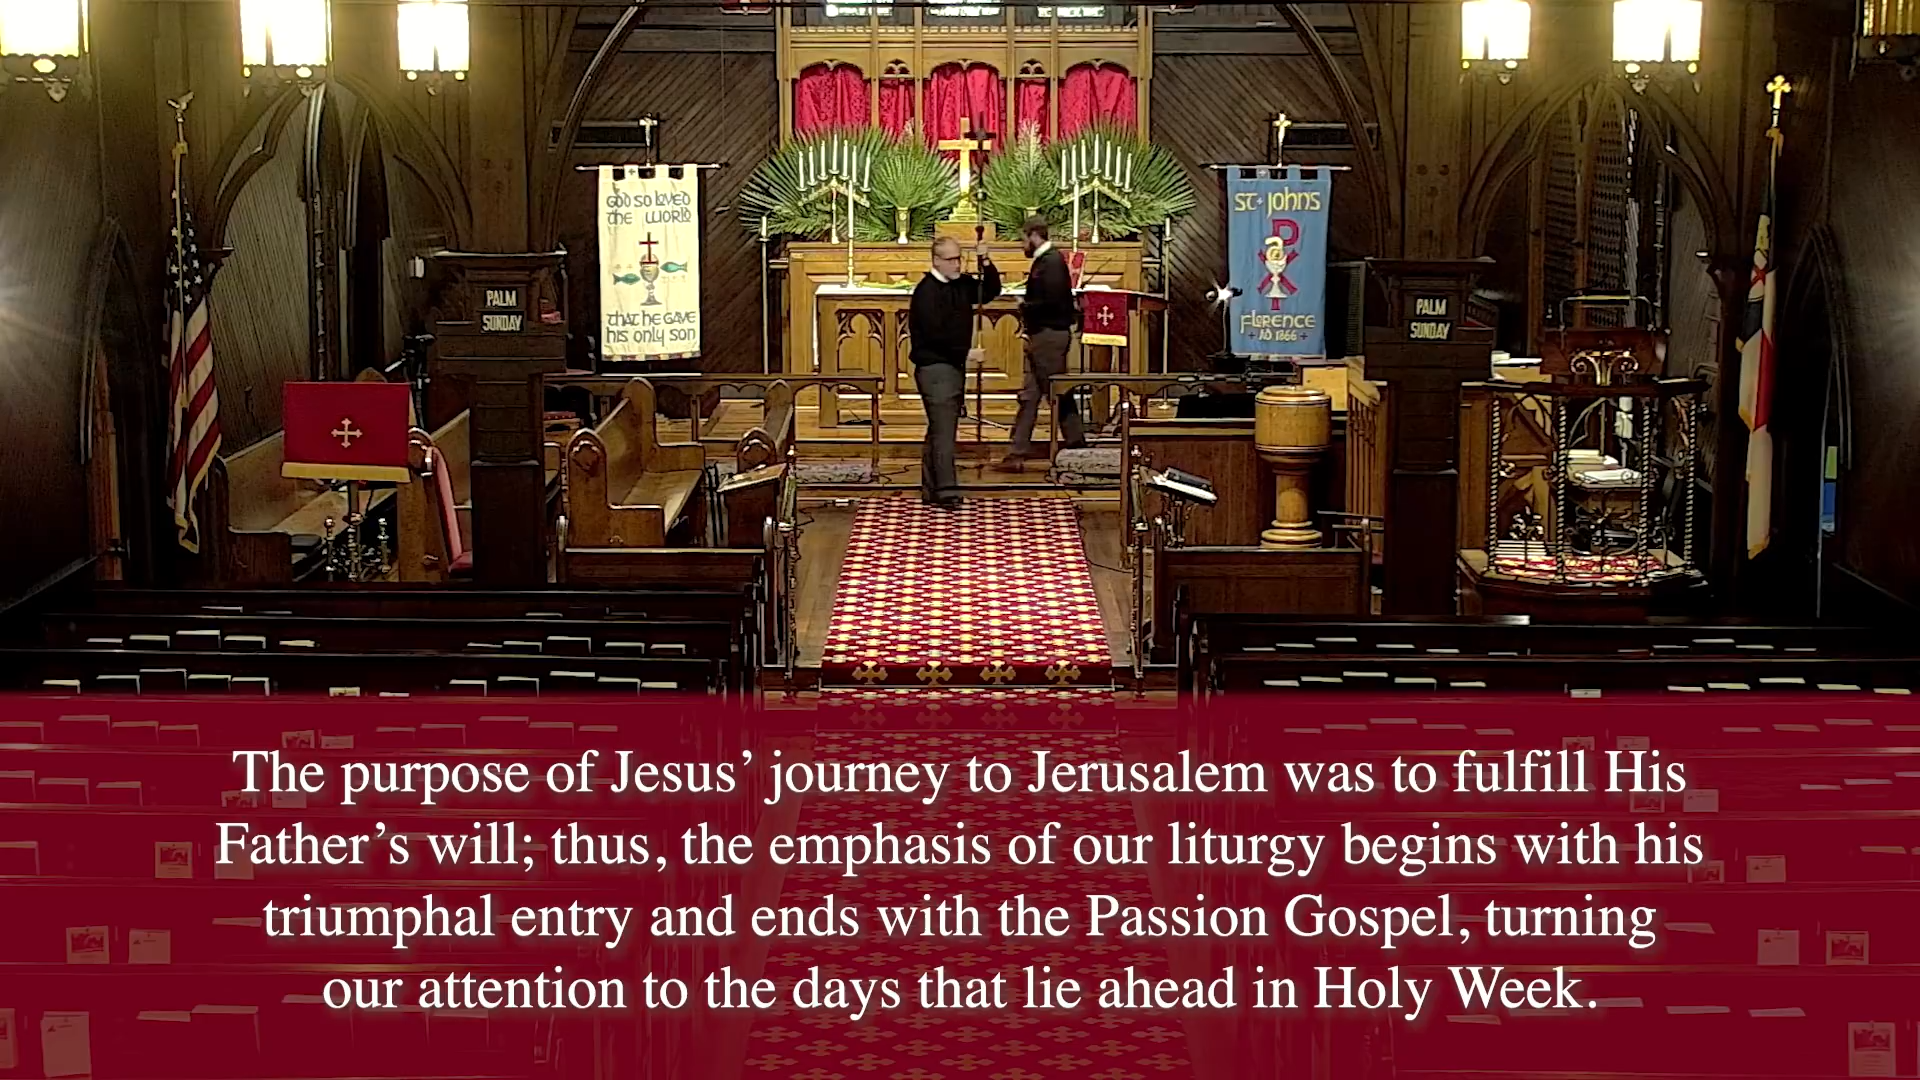 GOD SO LOVED
THE WORLD
THAT HE GAVE
HIS ONLY SON
ST. JOHN'S
FLORENCE
AD 1866
PALM
SUNDAY
PALM
SUNDAY
The purpose of Jesus’ journey to Jerusalem was to fulfill His
Father’s will; thus, the emphasis of our liturgy begins with his
triumphal entry and ends with the Passion Gospel, turning
our attention to the days that lie ahead in Holy Week.